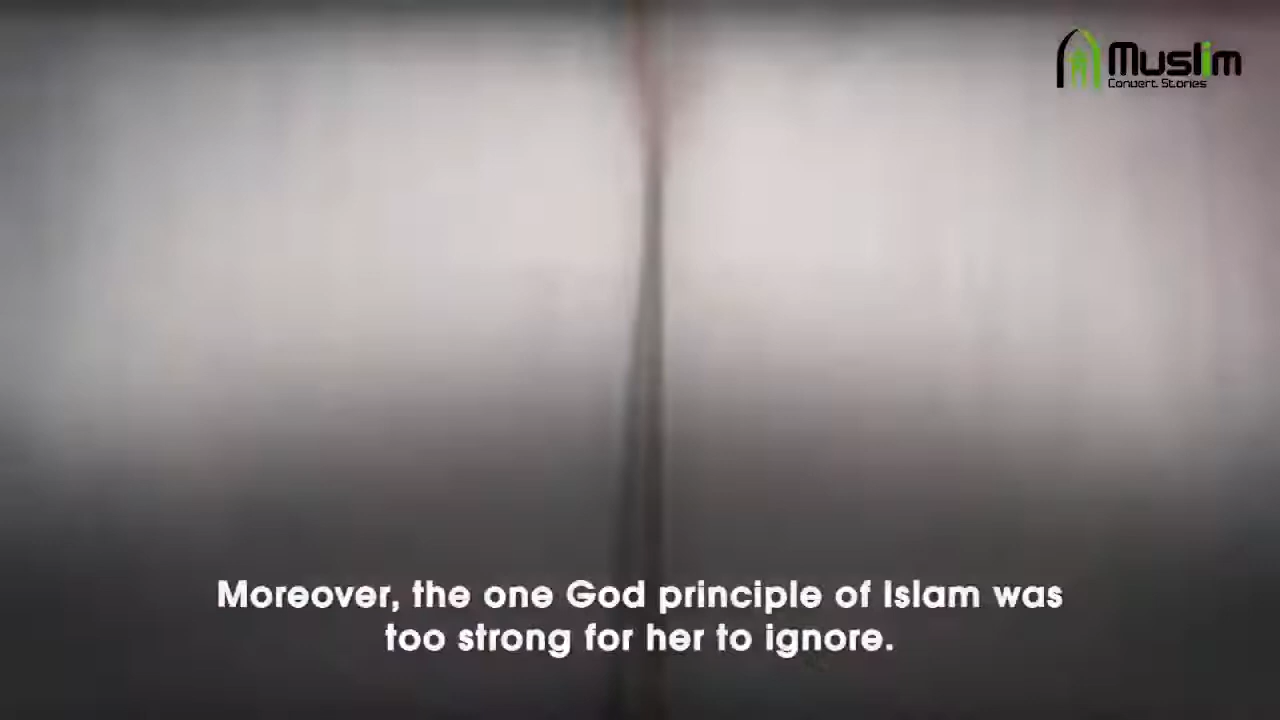 Muslim
Convert Stories
Moreover, the one God principle of Islam was
too strong for her to ignore.